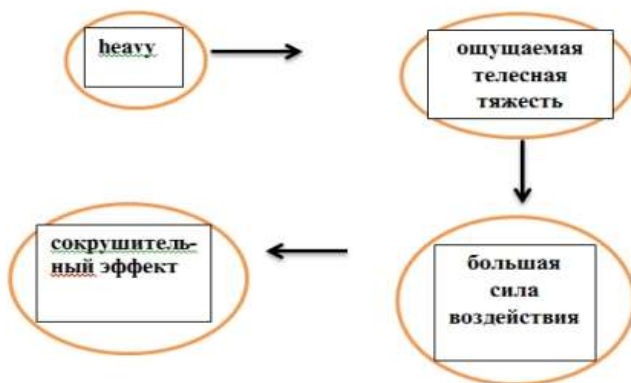 heavy
ощущаемая
телесная
тяжесть
большая
сила
воздействия
сокрушитель-
ный эффект